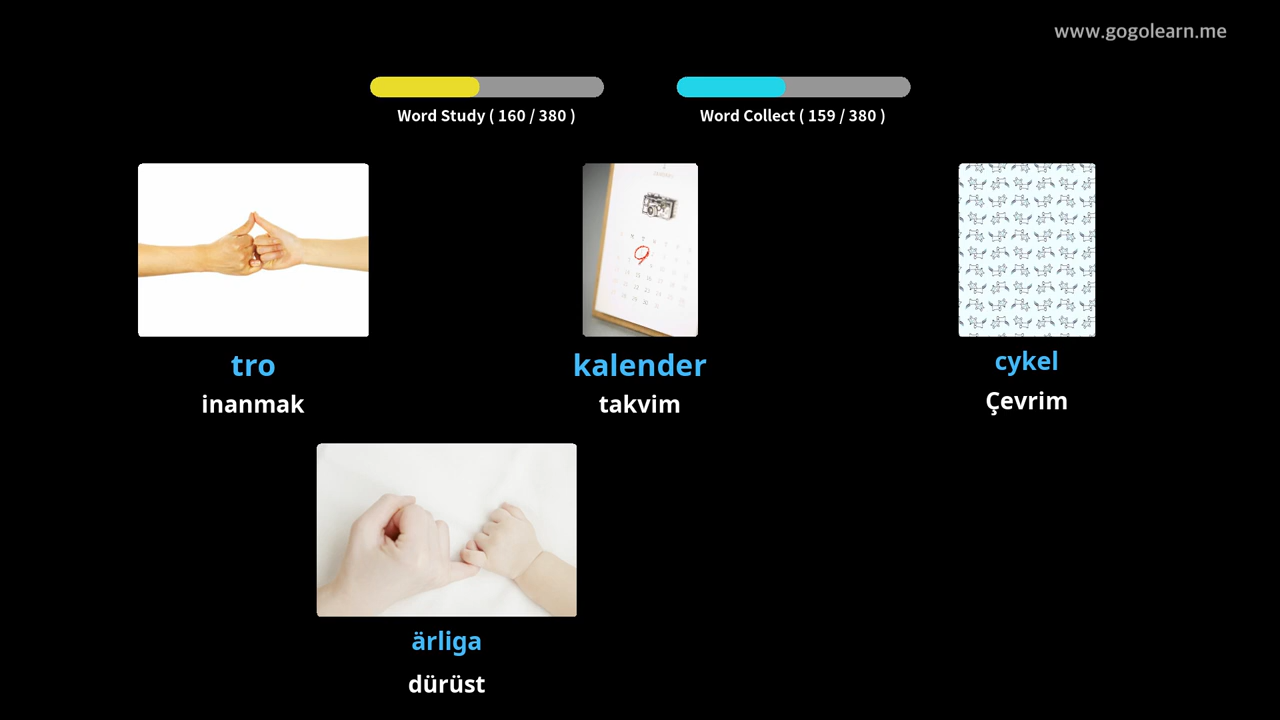 www.gogolearn.me
Word Study ( 160 / 380 )
Word Collect ( 159 / 380 )
tro
inanmak
kalender
takvim
cykel
Çevrim
ärliga
dürüst